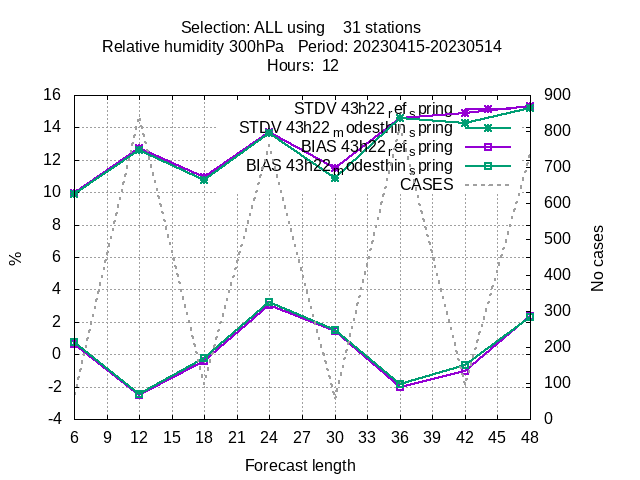 Selection: ALL using 31 stations
Relative humidity 300hPa Period: 20230415-20230514
Hours: 12
STDV 43h22_ref_spring
STDV 43h22_modesthin_spring
BIAS 43h22_ref_spring
BIAS 43h22_modesthin_spring
CASES
16
14
12
10
8
6
4
2
0
-2
-4
%
900
800
700
600
500
400
300
200
100
0
No cases
6 9 12 15 18 21 24 27 30 33 36 39 42 45 48
Forecast length